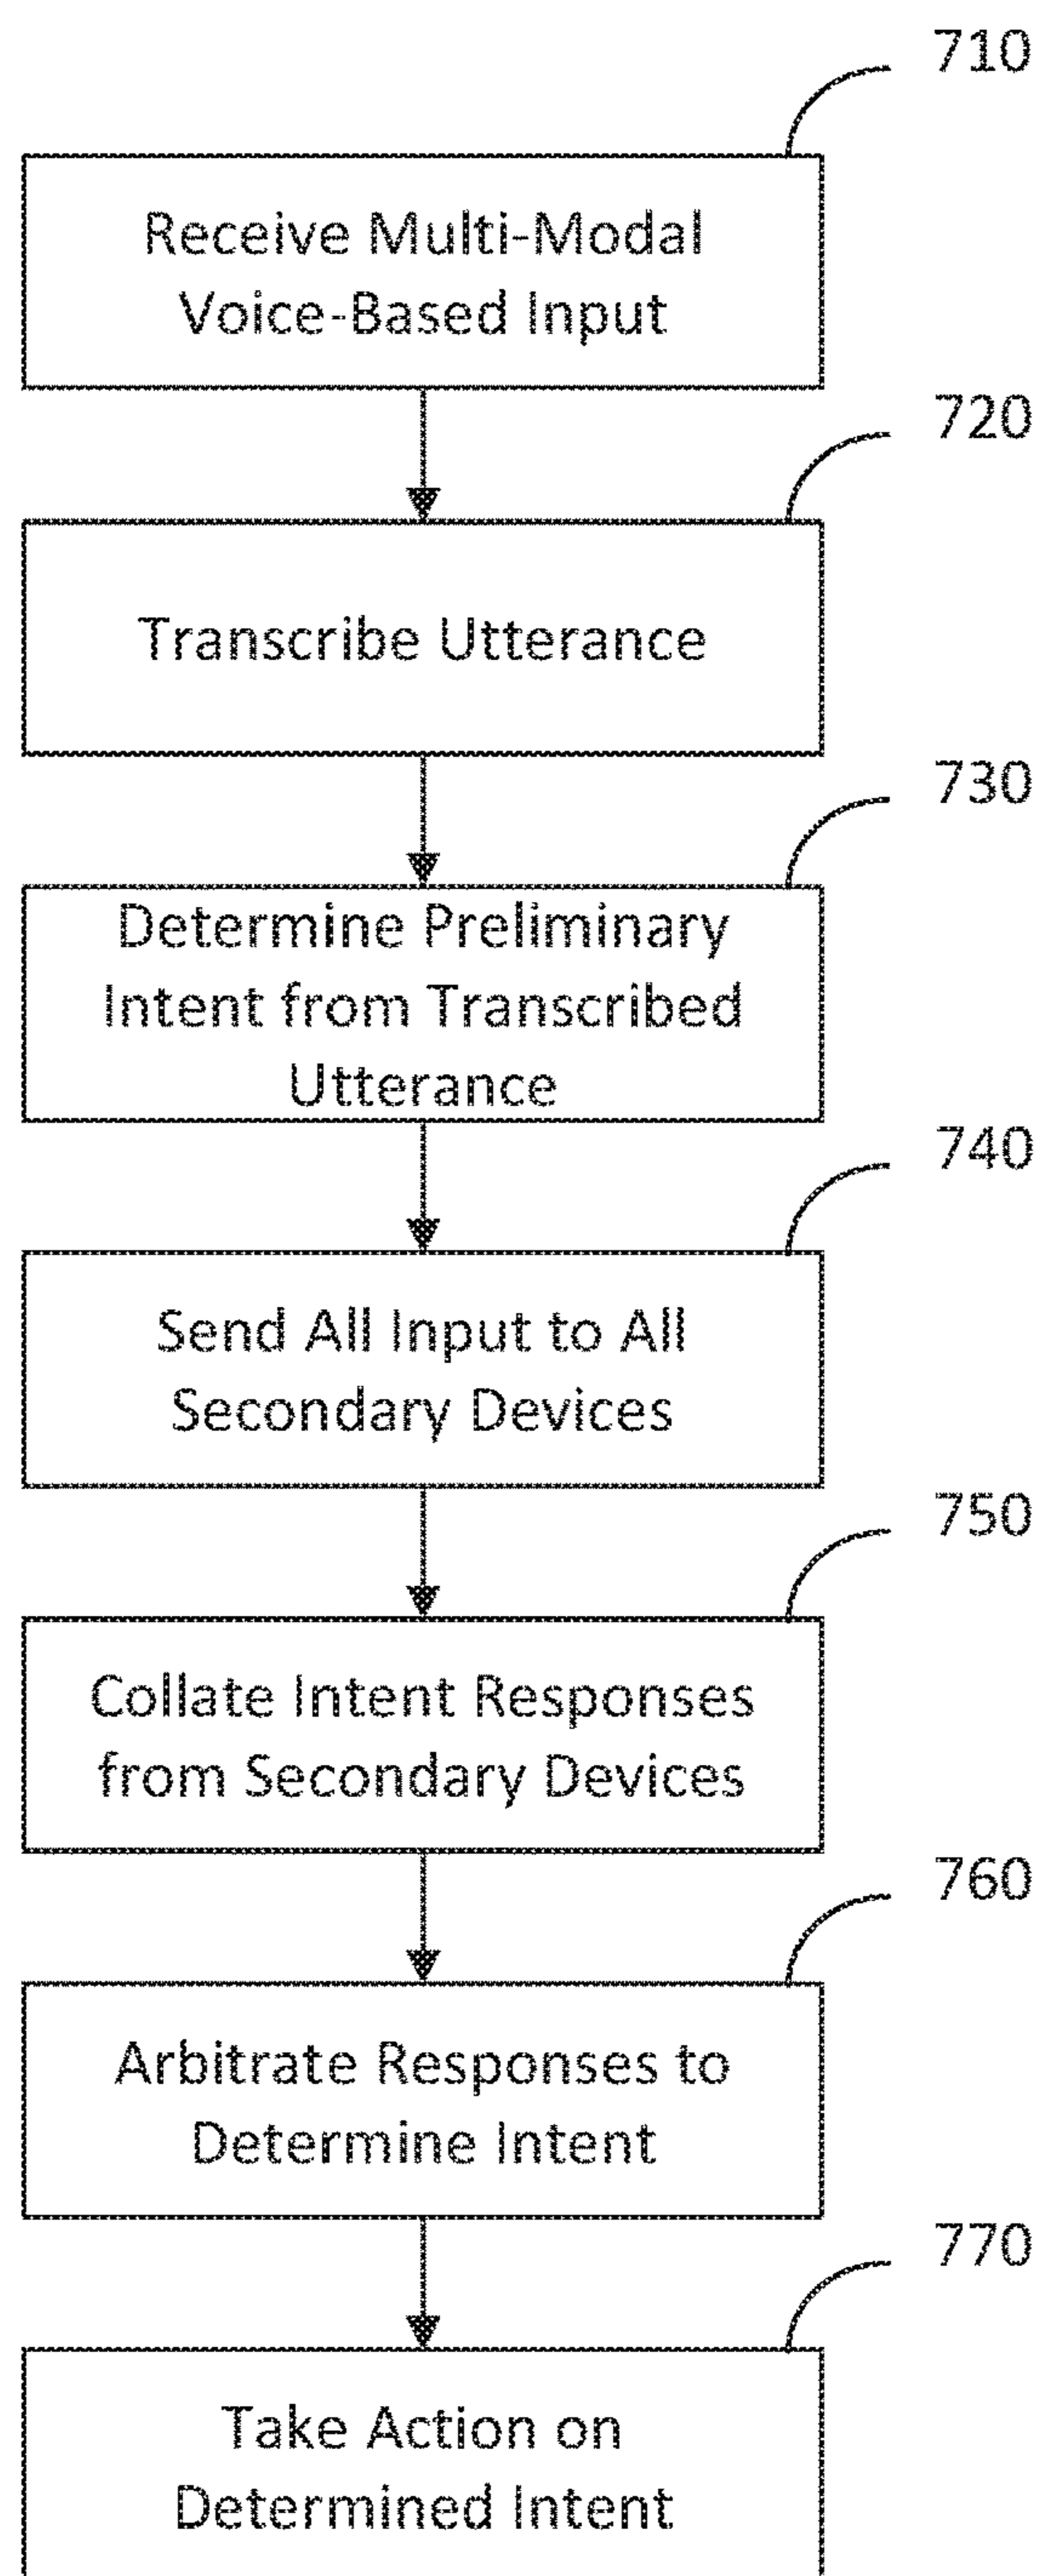 710
Receive Multi-Modal
Voice-Based Input
720
Transcribe Utterance
730
Determine Preliminary
Intent from Transcribed
Utterance
740
Send All Input to All
Secondary Devices
750
Collate Intent Responses
from Secondary Devices
760
Arbitrate Responses to
Determine Intent
770
Take Action on
Determined Intent